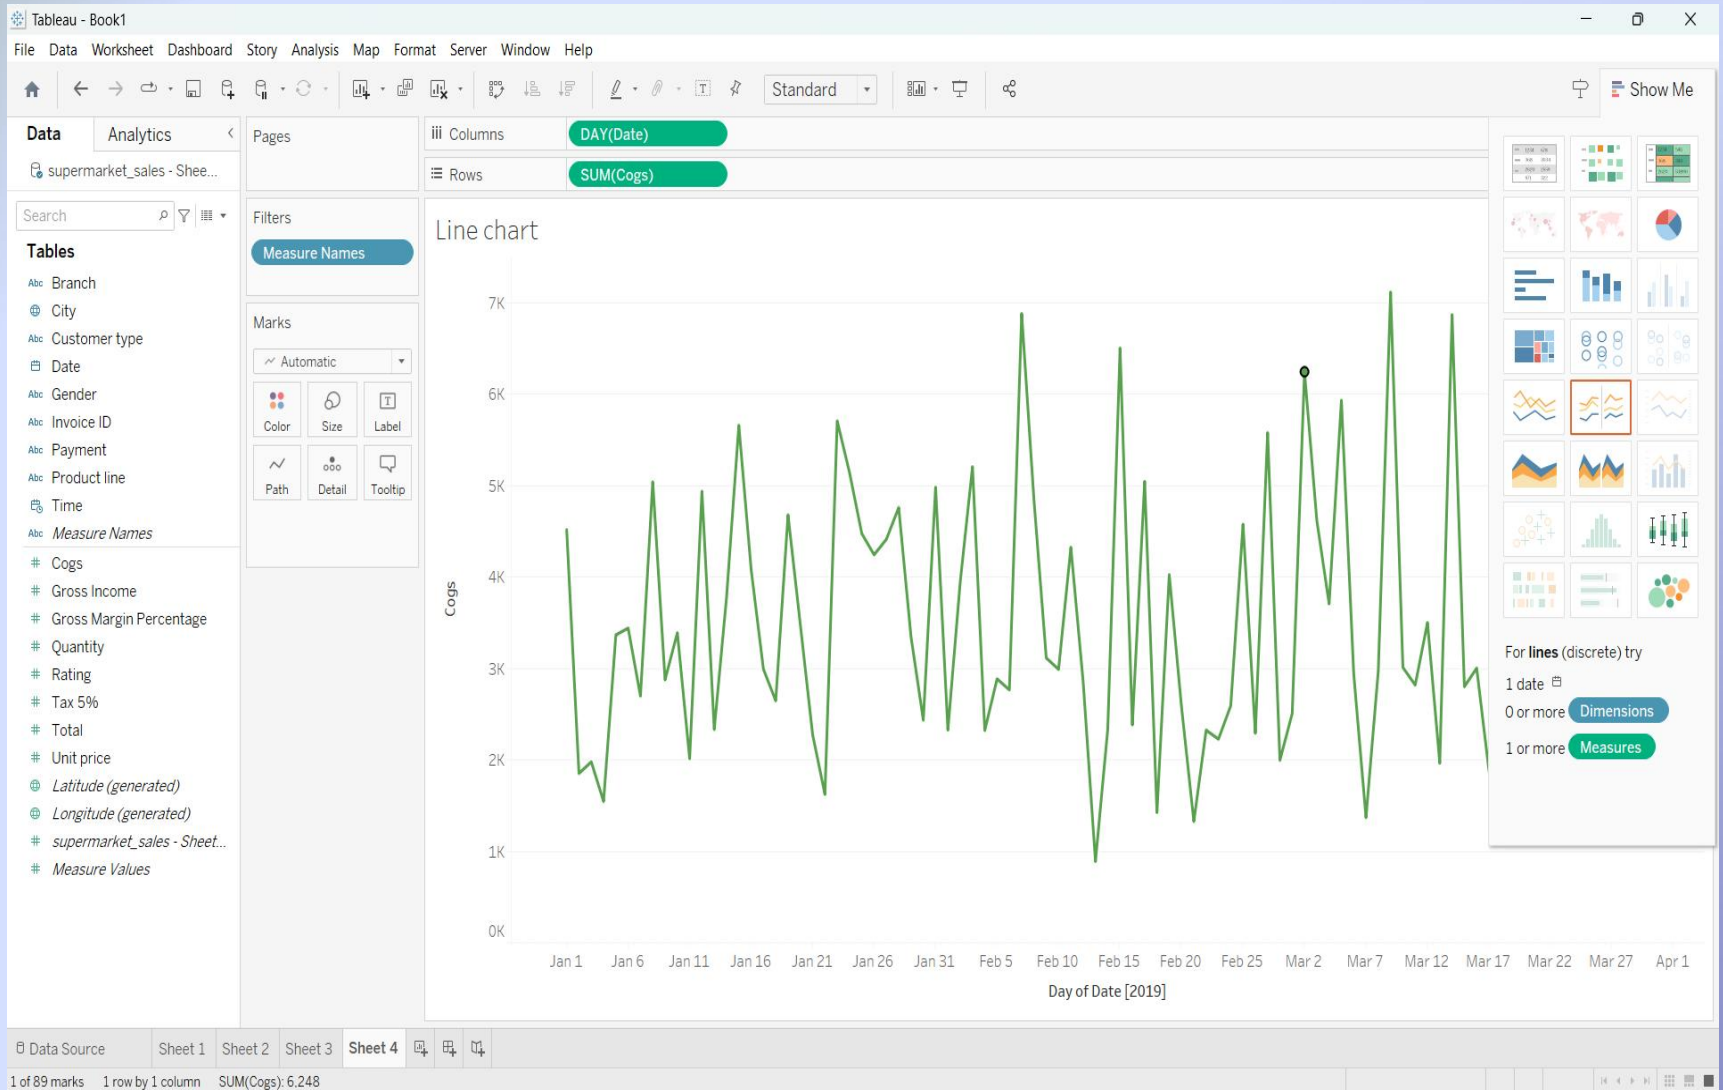 Tableau - Book1
File Data Worksheet Dashboard Story Analysis Map Format Server Window Help
Standard
Show Me
Data Analytics
supermarket_sales - Shee...
Search
Tables
Abc Branch
City
Abc Customer type
Date
Abc Gender
Abc Invoice ID
Abc Payment
Abc Product line
Time
Abc Measure Names
# Cogs
# Gross Income
# Gross Margin Percentage
# Quantity
# Rating
# Tax 5%
# Total
# Unit price
Latitude (generated)
Longitude (generated)
# supermarket_sales - Sheet...
# Measure Values
Pages
Filters
Measure Names
Marks
Automatic
Color Size Label
Path Detail Tooltip
Columns DAY(Date)
Rows SUM(Cogs)
Line chart
7K
6K
5K
4K
3K
2K
1K
0K
Cogs
Jan 1 Jan 6 Jan 11 Jan 16 Jan 21 Jan 26 Jan 31 Feb 5 Feb 10 Feb 15 Feb 20 Feb 25 Mar 2 Mar 7 Mar 12 Mar 17 Mar 22 Mar 27 Apr 1
Day of Date [2019]
For lines (discrete) try
1 date
0 or more Dimensions
1 or more Measures
Data Source Sheet 1 Sheet 2 Sheet 3 Sheet 4
1 of 89 marks 1 row by 1 column SUM(Cogs): 6,248